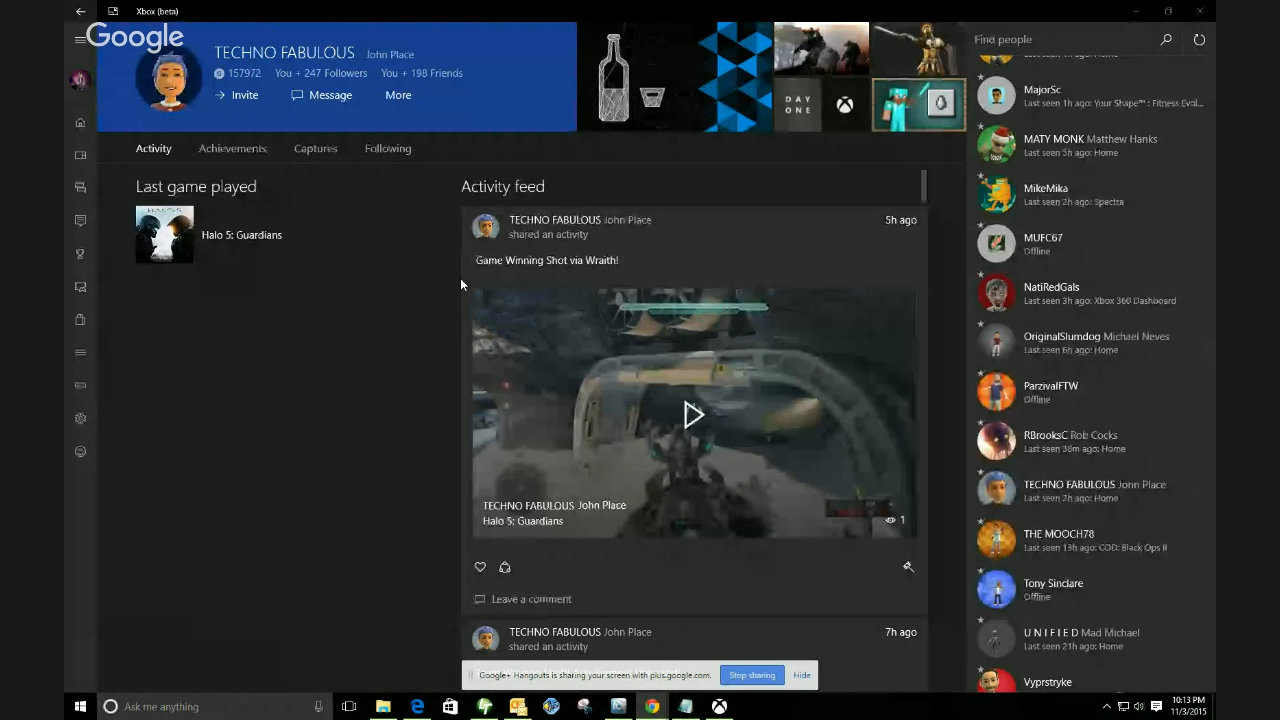 Xbox (beta)
Google
TECHNO FABULOUS John Place
G 157972 You + 247 Followers You + 198 Friends
Invite Message More
DAY
ONE
Find people
Activity Achievements Captures Following
Last game played
HALO 5
Halo 5: Guardians
Activity feed
TECHNO FABULOUS John Place 5h ago
shared an activity
Game Winning Shot via Wraith!
TECHNO FABULOUS John Place
Halo 5: Guardians
1
Leave a comment
TECHNO FABULOUS John Place 7h ago
shared an activity
Google+ Hangouts is sharing your screen with plus.google.com. Stop sharing Hide
MajorSc
Last seen 1h ago: Your Shape™ : Fitness Evol...
MATY MONK Matthew Hanks
Last seen 3h ago: Home
MikeMika
Last seen 2h ago: Spectra
MUFC67
Offline
NatiRedGals
Last seen 3h ago: Xbox 360 Dashboard
OriginalSlumdog Michael Neves
Last seen 6h ago: Home
ParzivalFTW
Offline
RBrooksC Rob Cocks
Last seen 38m ago: Home
TECHNO FABULOUS John Place
Last seen 2h ago: Home
THE MOOCH78
Last seen 13h ago: COD: Black Ops II
Tony Sinclare
Offline
U N I F I E D Mad Michael
Last seen 21h ago: Home
Vyprstryke
Ask me anything
10:13 PM
11/3/2015